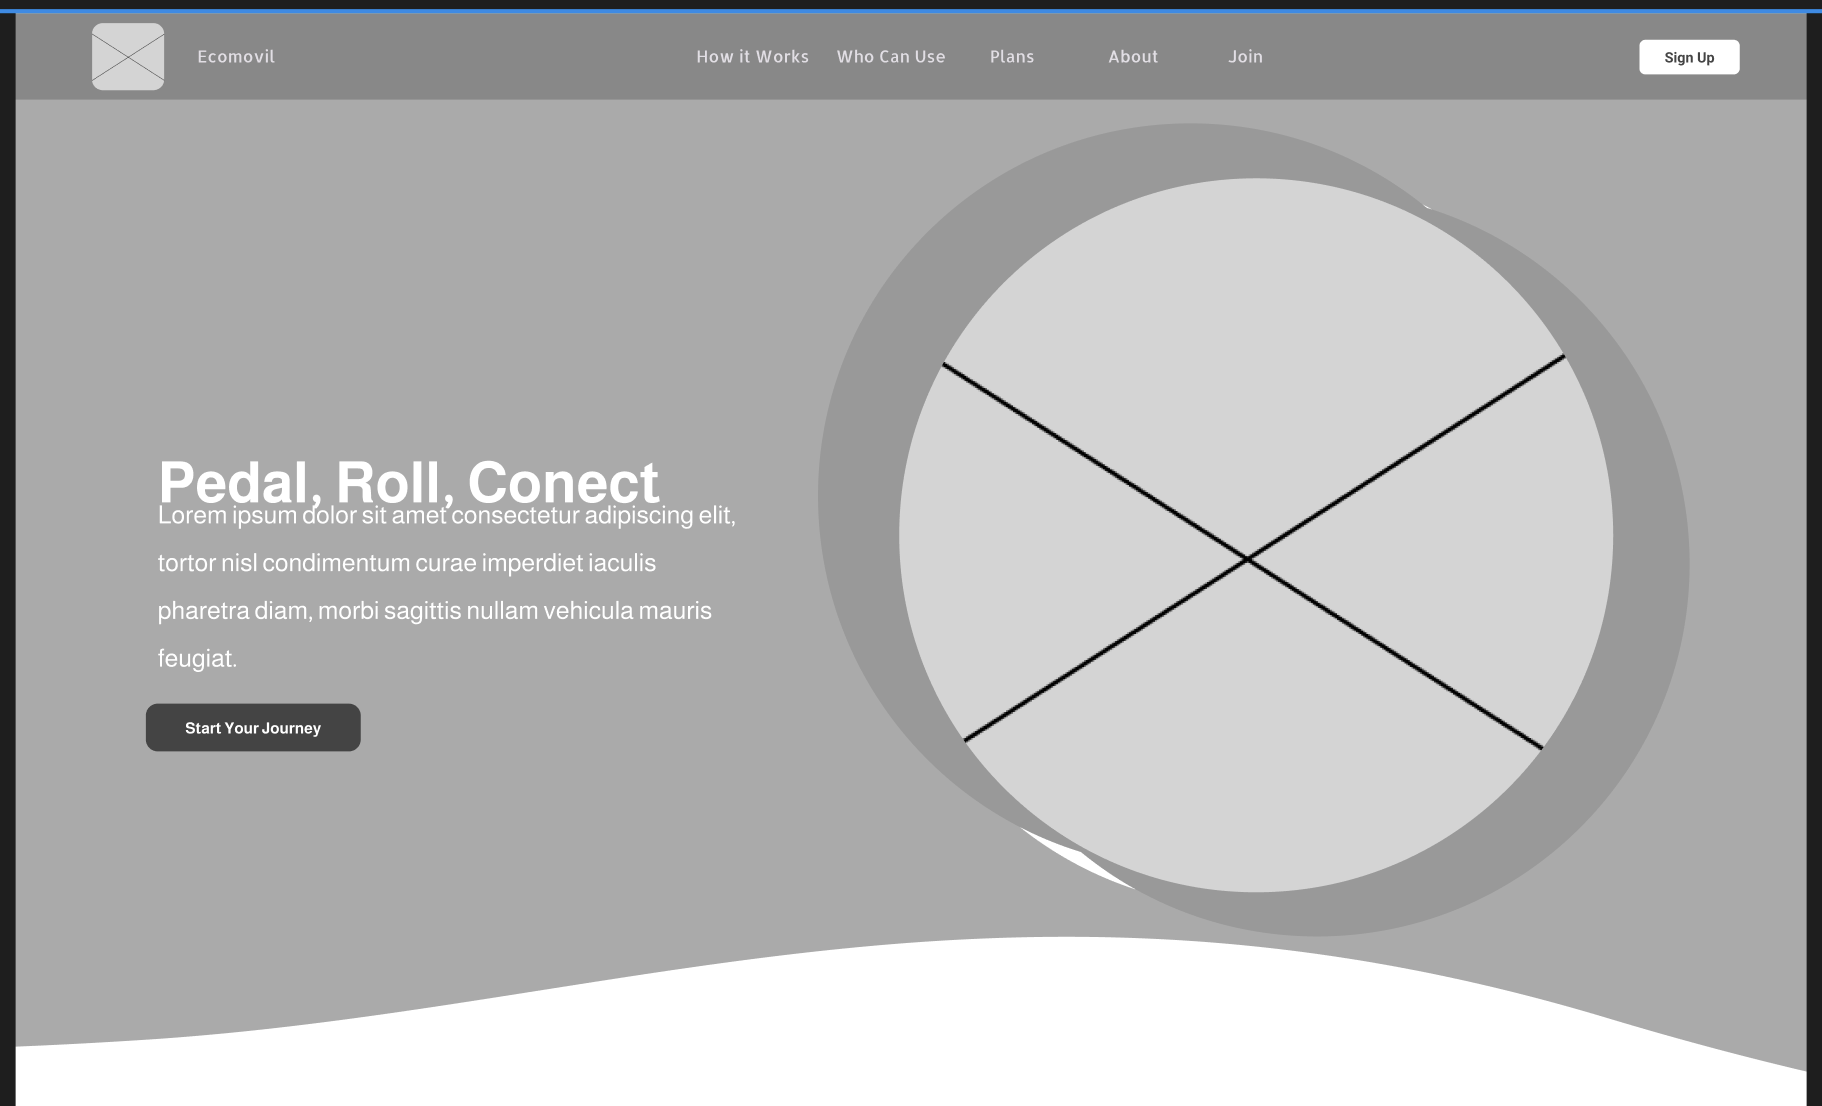 Ecomovil
How it Works
Who Can Use
Plans
About
Join
Sign Up
Pedal, Roll, Conect
Lorem ipsum dolor sit amet consectetur adipiscing elit,
tortor nisl condimentum curae imperdiet iaculis
pharetra diam, morbi sagittis nullam vehicula mauris
feugiat.
Start Your Journey